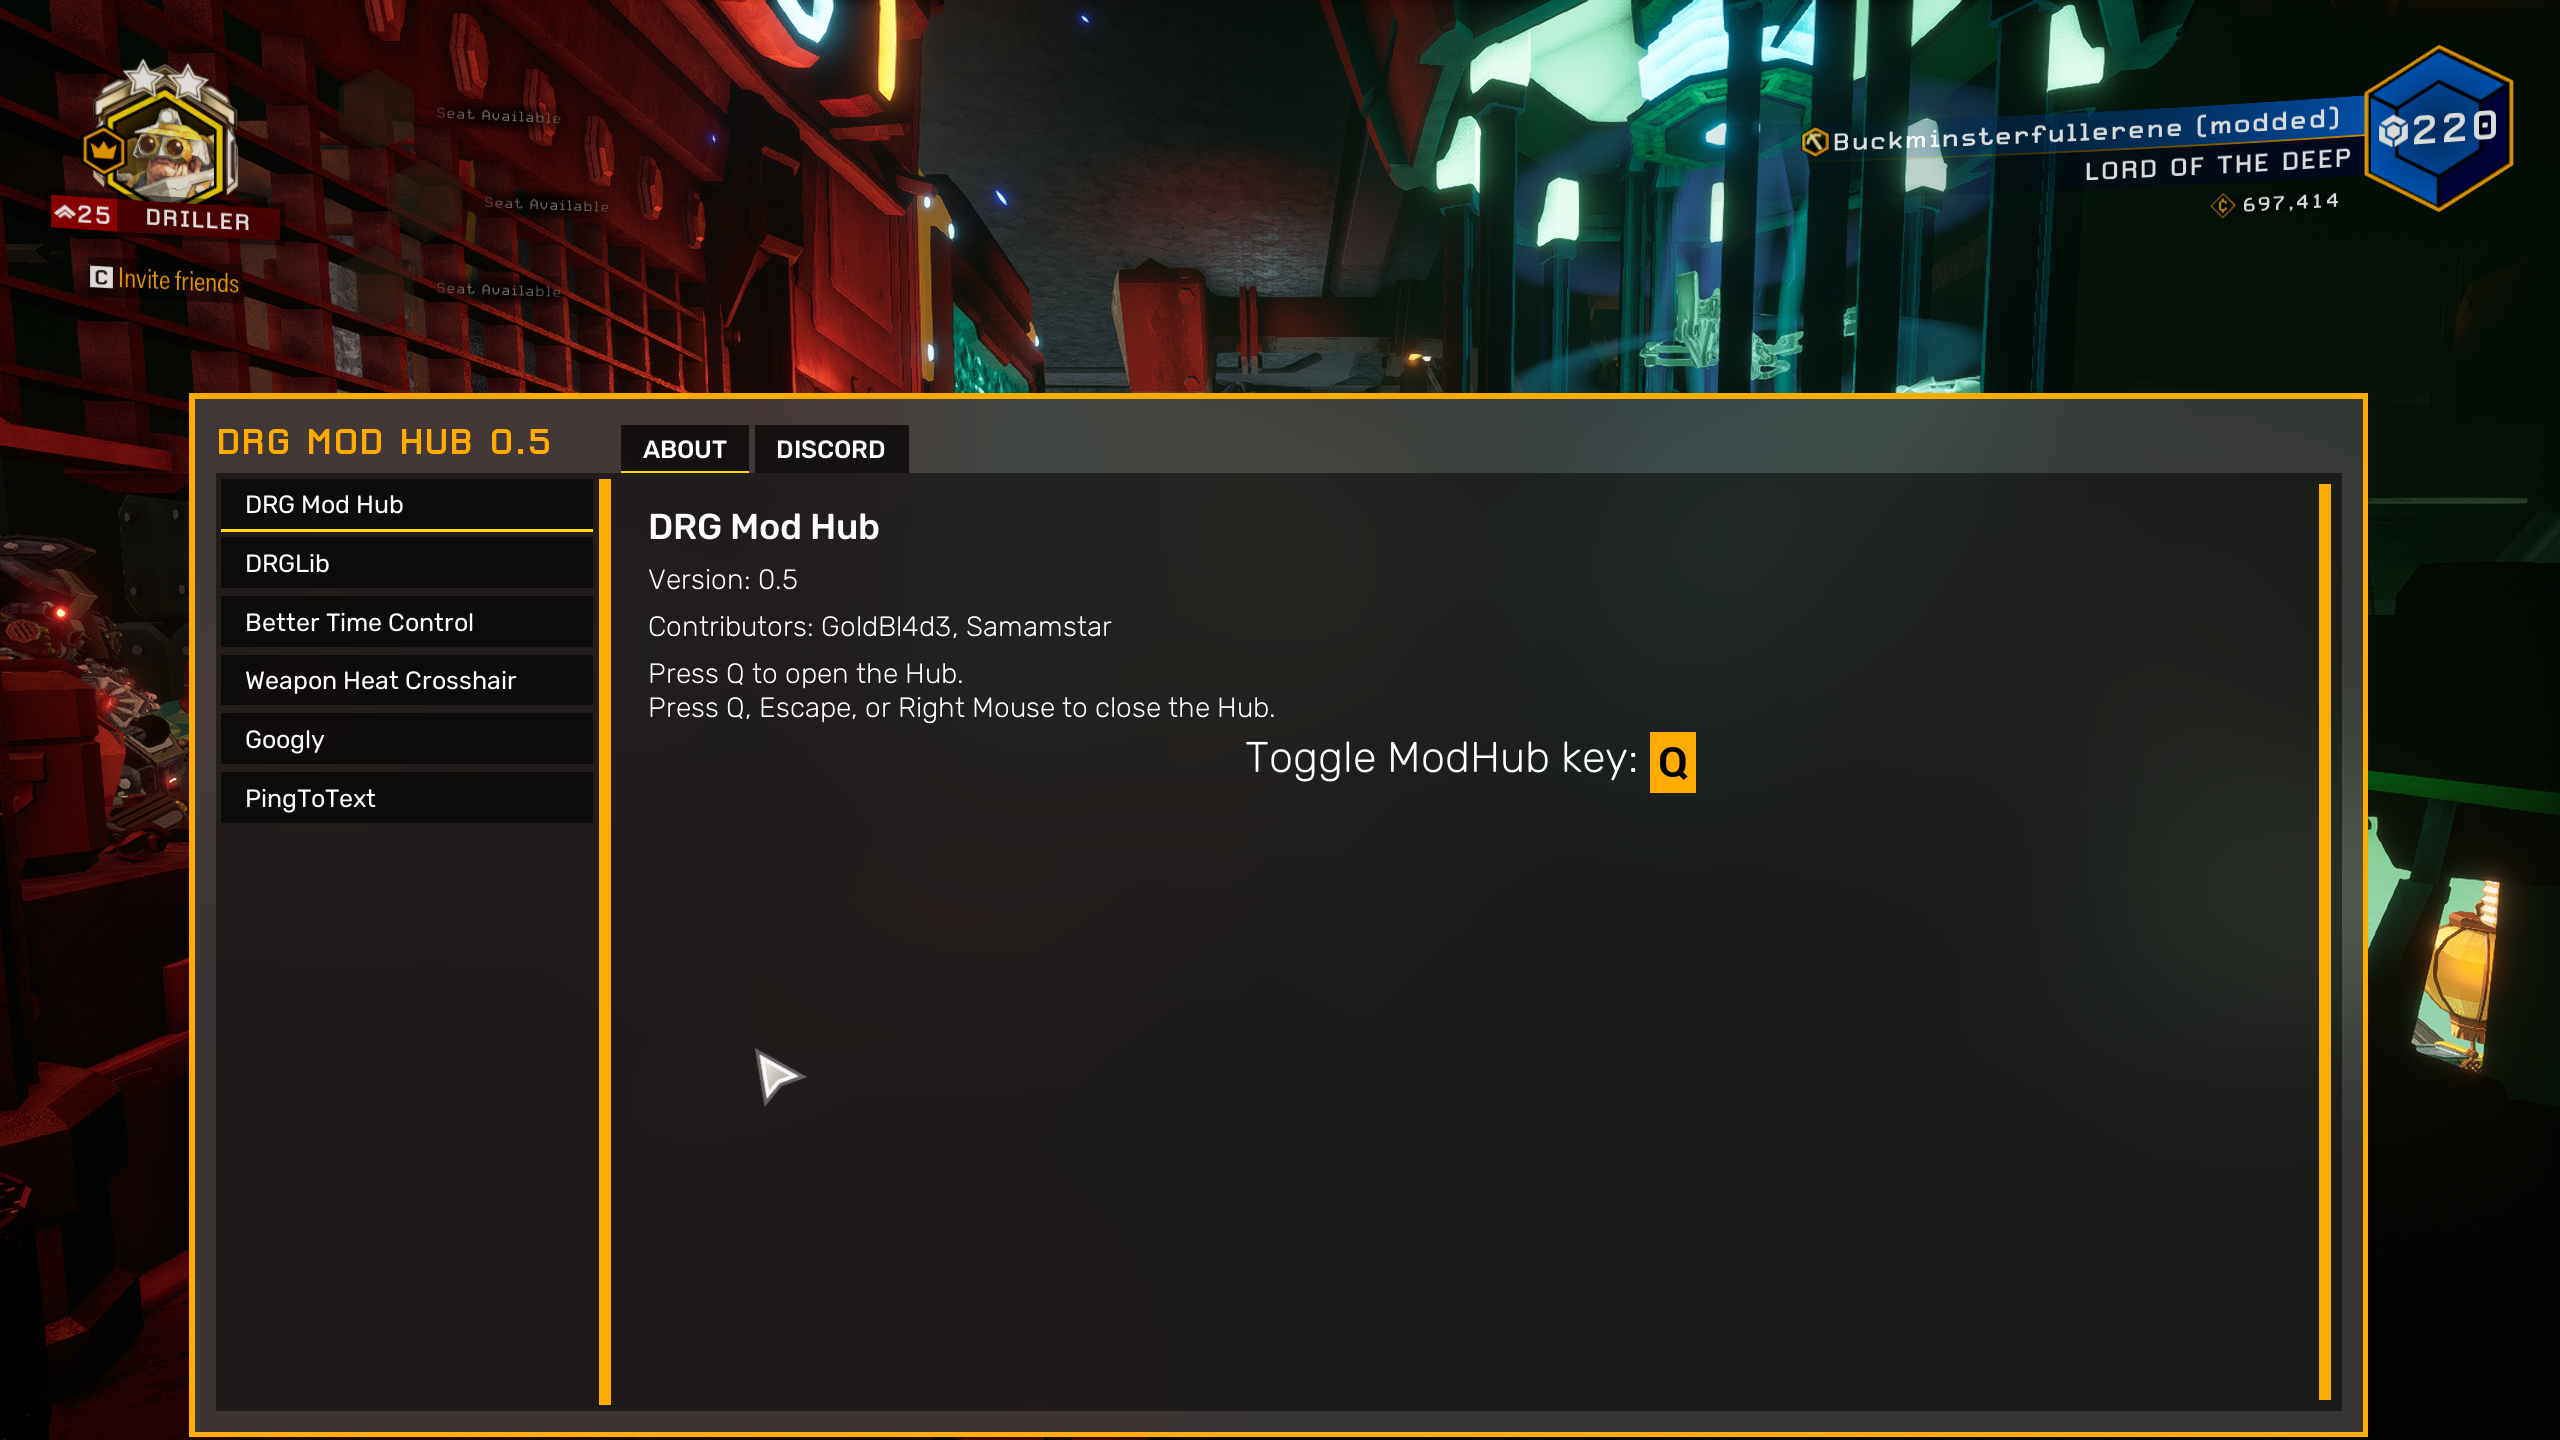 25 DRILLER
C Invite friends
Seat Available
Seat Available
Seat Available
Buckminsterfullerene (modded)
LORD OF THE DEEP
697,414
220
DRG MOD HUB 0.5
ABOUT
DISCORD
DRG Mod Hub
DRGLib
Better Time Control
Weapon Heat Crosshair
Googly
PingToText
DRG Mod Hub
Version: 0.5
Contributors: GoldBl4d3, Samamstar
Press Q to open the Hub.
Press Q, Escape, or Right Mouse to close the Hub.
Toggle ModHub key: Q